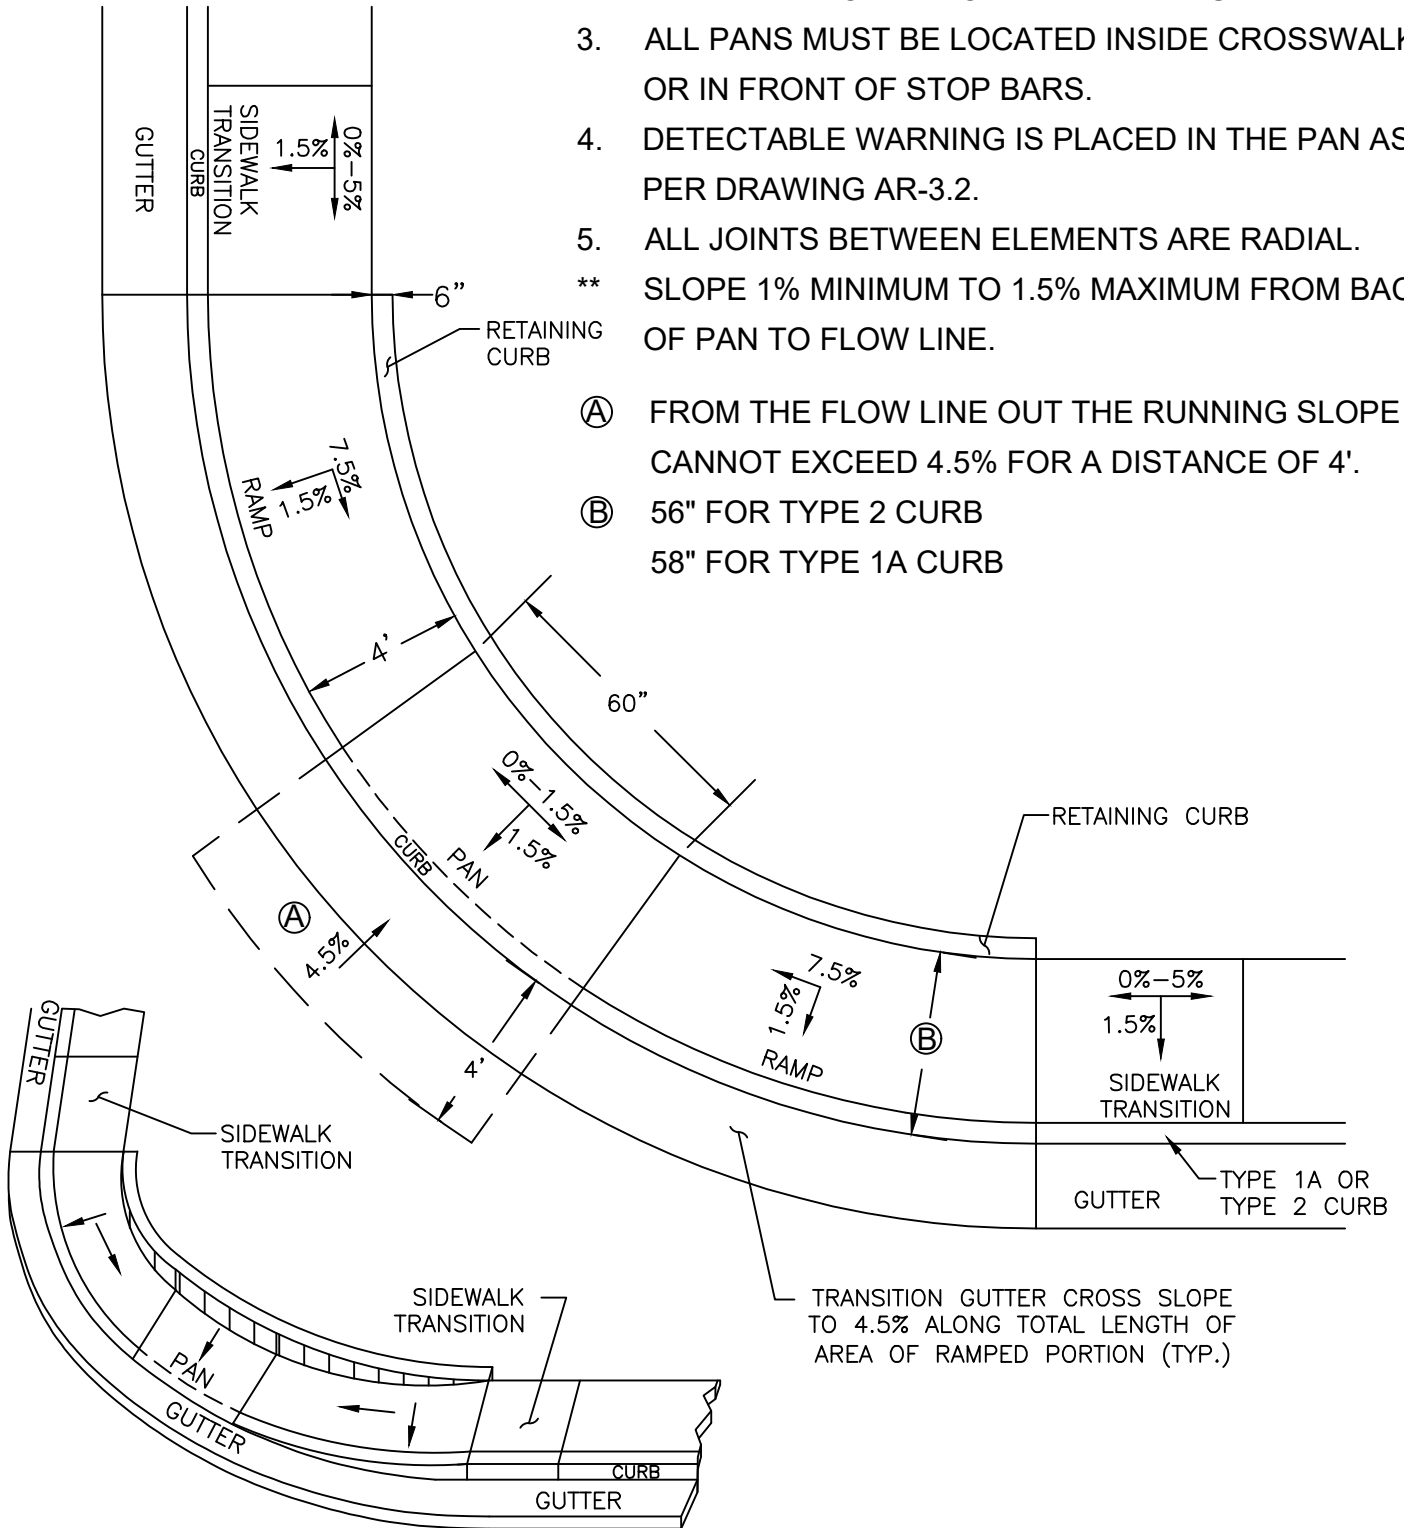 3. ALL PANS MUST BE LOCATED INSIDE CROSSWALK
OR IN FRONT OF STOP BARS.
4. DETECTABLE WARNING IS PLACED IN THE PAN AS
PER DRAWING AR-3.2.
5. ALL JOINTS BETWEEN ELEMENTS ARE RADIAL.
** SLOPE 1% MINIMUM TO 1.5% MAXIMUM FROM BAC
OF PAN TO FLOW LINE.
Ⓐ FROM THE FLOW LINE OUT THE RUNNING SLOPE
CANNOT EXCEED 4.5% FOR A DISTANCE OF 4'.
Ⓑ 56" FOR TYPE 2 CURB
58" FOR TYPE 1A CURB
GUTTER
CURB
SIDEWALK
TRANSITION
1.5%
0%-5%
6"
RETAINING
CURB
7.5%
1.5%
RAMP
4'
60"
0%-1.5%
1.5%
PAN
CURB
Ⓐ
4.5%
4'
RETAINING CURB
7.5%
1.5%
RAMP
Ⓑ
0%-5%
1.5%
SIDEWALK
TRANSITION
GUTTER
TYPE 1A OR
TYPE 2 CURB
TRANSITION GUTTER CROSS SLOPE
TO 4.5% ALONG TOTAL LENGTH OF
AREA OF RAMPED PORTION (TYP.)
GUTTER
SIDEWALK
TRANSITION
SIDEWALK
TRANSITION
PAN
GUTTER
CURB
GUTTER